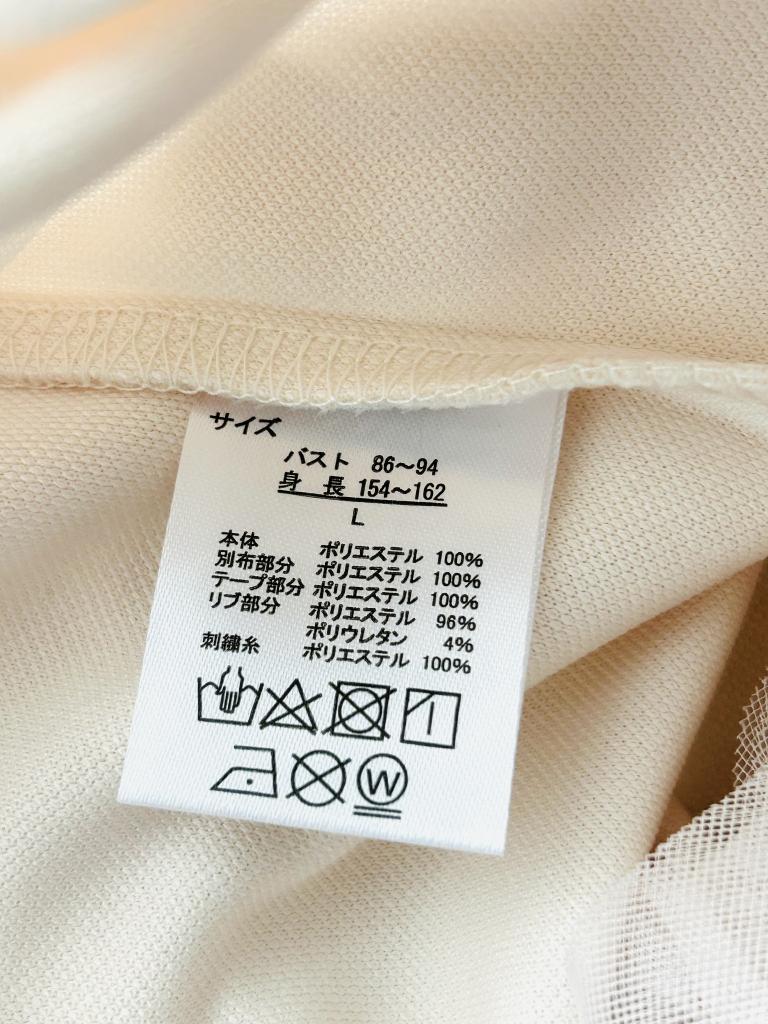 サイズ
バスト 86〜94
身 長 154〜162
L
本体 ポリエステル 100%
別布部分 ポリエステル 100%
テープ部分 ポリエステル 100%
リブ部分 ポリエステル 96%
ポリウレタン 4%
刺繍糸 ポリエステル 100%
W